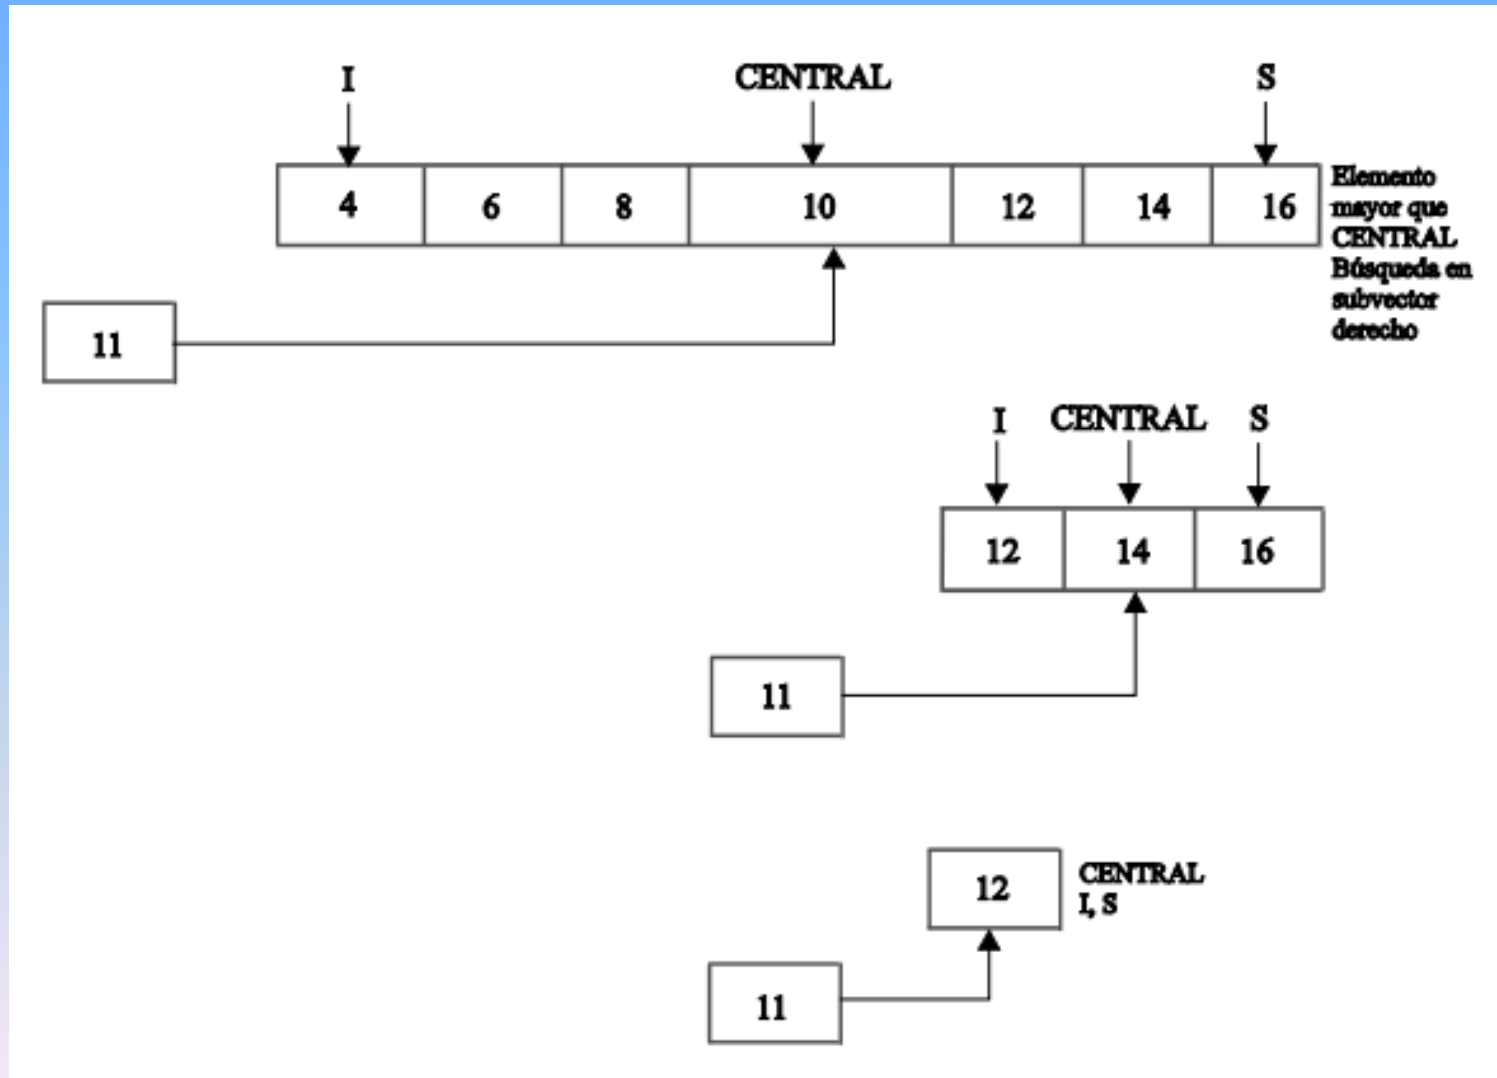 I CENTRAL S
4 6 8 10 12 14 16
Elemento
mayor que
CENTRAL
Búsqueda en
subvector
derecho
11
I CENTRAL S
12 14 16
11
12
CENTRAL
I, S
11